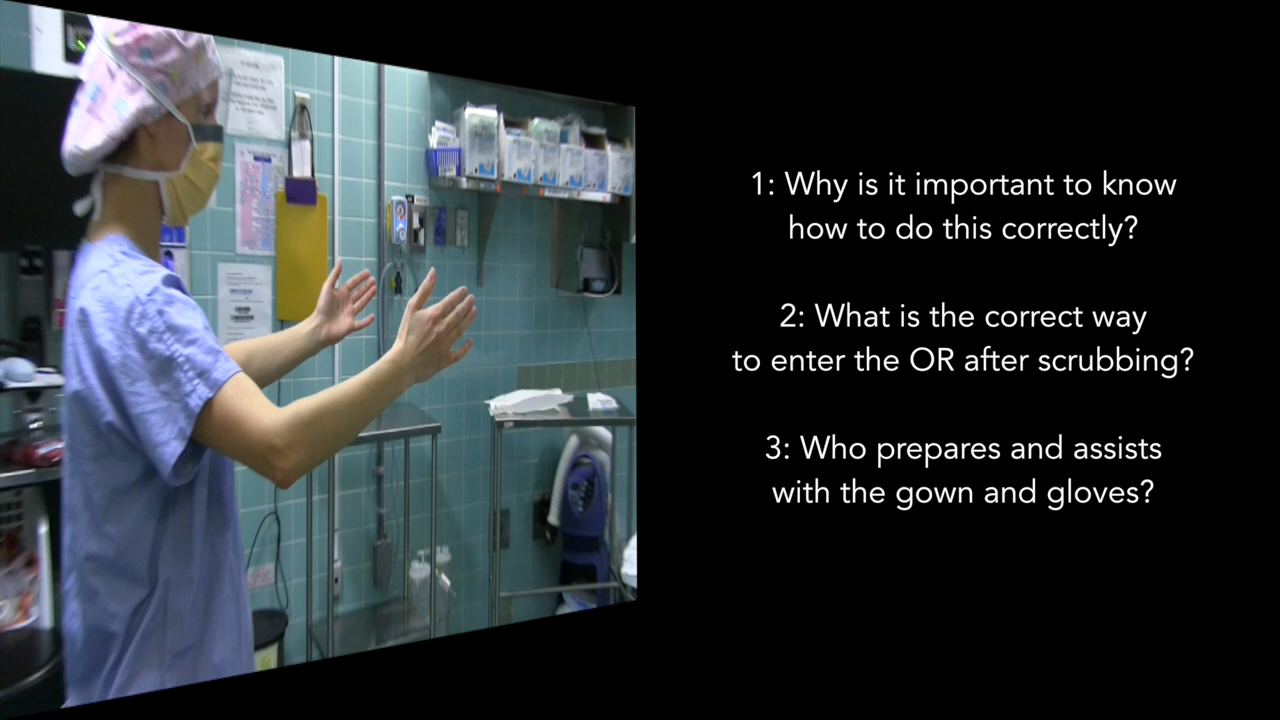 1: Why is it important to know
how to do this correctly?
2: What is the correct way
to enter the OR after scrubbing?
3: Who prepares and assists
with the gown and gloves?